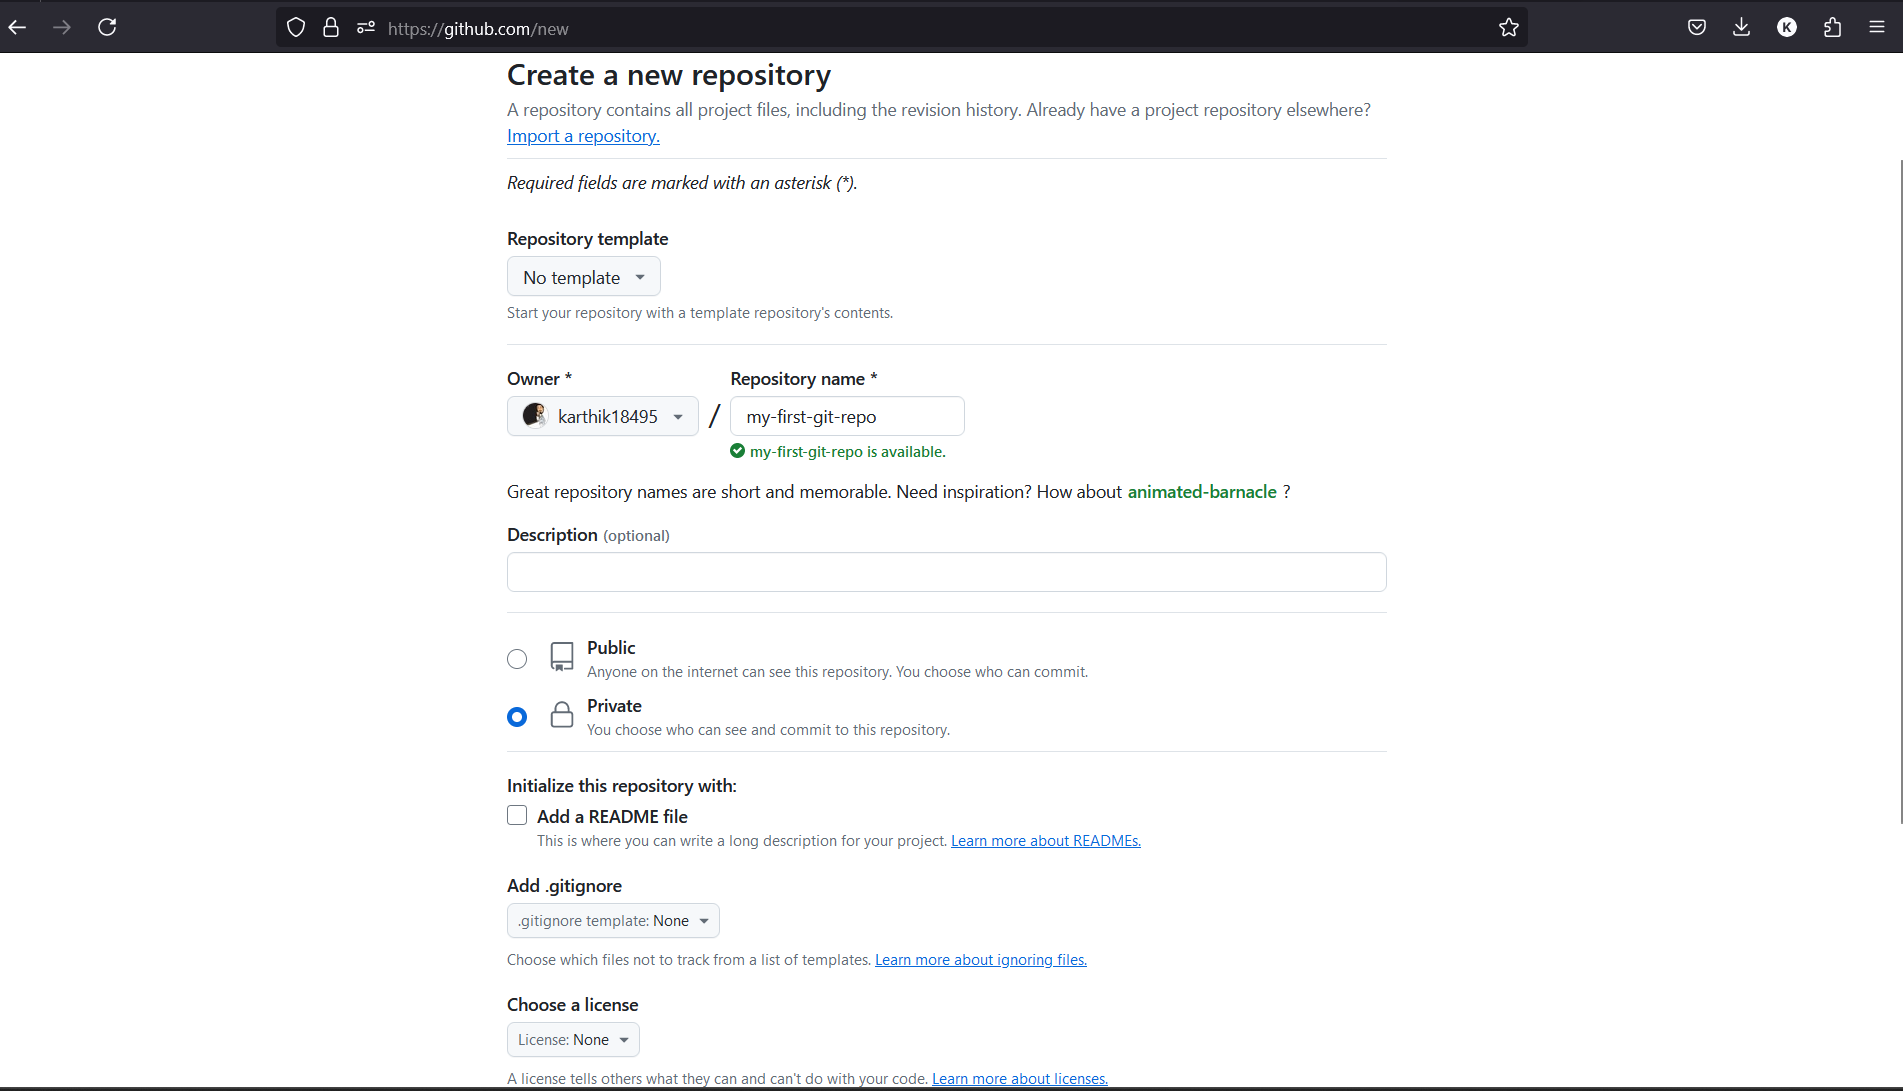 https://github.com/new
K
Create a new repository
A repository contains all project files, including the revision history. Already have a project repository elsewhere?
Import a repository.
Required fields are marked with an asterisk (*).
Repository template
No template
Start your repository with a template repository's contents.
Owner *
Repository name *
karthik18495
/
my-first-git-repo
my-first-git-repo is available.
Great repository names are short and memorable. Need inspiration? How about animated-barnacle ?
Description (optional)
Public
Anyone on the internet can see this repository. You choose who can commit.
Private
You choose who can see and commit to this repository.
Initialize this repository with:
Add a README file
This is where you can write a long description for your project. Learn more about READMEs.
Add .gitignore
.gitignore template: None
Choose which files not to track from a list of templates. Learn more about ignoring files.
Choose a license
License: None
A license tells others what they can and can't do with your code. Learn more about licenses.